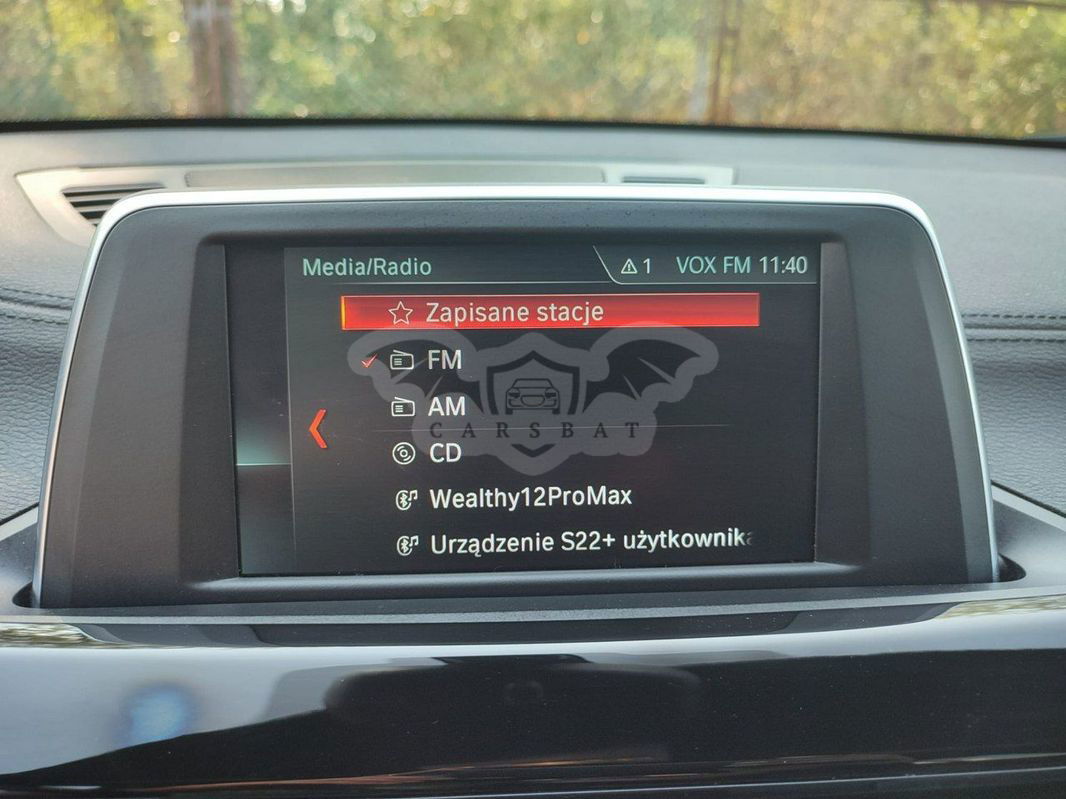 Media/Radio
1 VOX FM 11:40
Zapisane stacje
FM
AM
CARSBAT
CD
Wealthy12ProMax
Urządzenie S22+ użytkownika